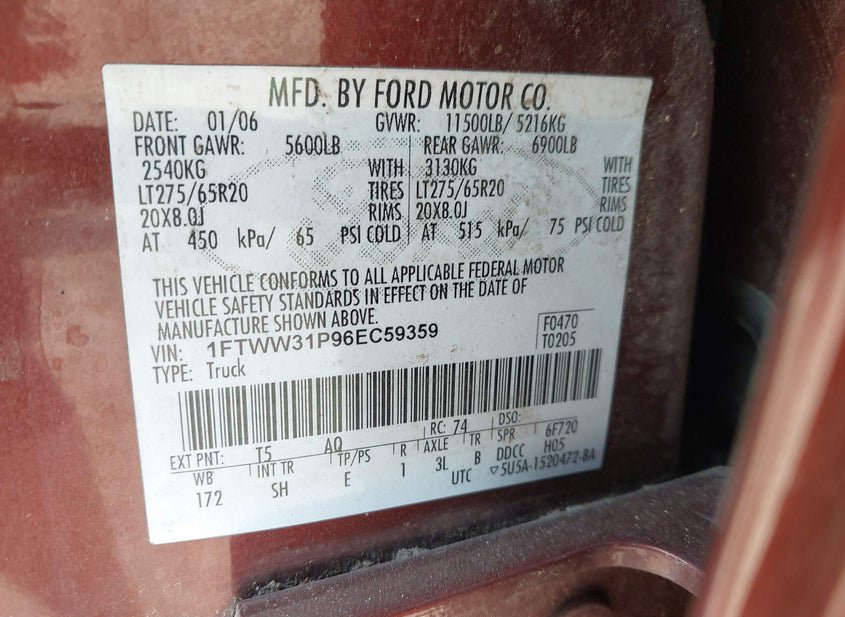 MFD. BY FORD MOTOR CO.
DATE: 01/06 GVWR: 11500LB/ 5216KG
FRONT GAWR: 5600LB REAR GAWR: 6900LB
2540KG WITH 3130KG WITH
LT275/65R20 TIRES LT275/65R20 TIRES
20X8.0J RIMS 20X8.0J RIMS
AT 450 kPa/ 65 PSI COLD AT 515 kPa/ 75 PSI COLD
THIS VEHICLE CONFORMS TO ALL APPLICABLE FEDERAL MOTOR
VEHICLE SAFETY STANDARDS IN EFFECT ON THE DATE OF
MANUFACTURE SHOWN ABOVE.
VIN: 1FTWW31P96EC59359 F0470
TYPE: Truck T0205
EXT PNT: T5 AQ RC: 74 DSO:
WB INT TR TP/PS R AXLE TR SPR 6F720
172 SH E 1 3L B DDCC H05
UTC ▽5U5A-1520472-BA